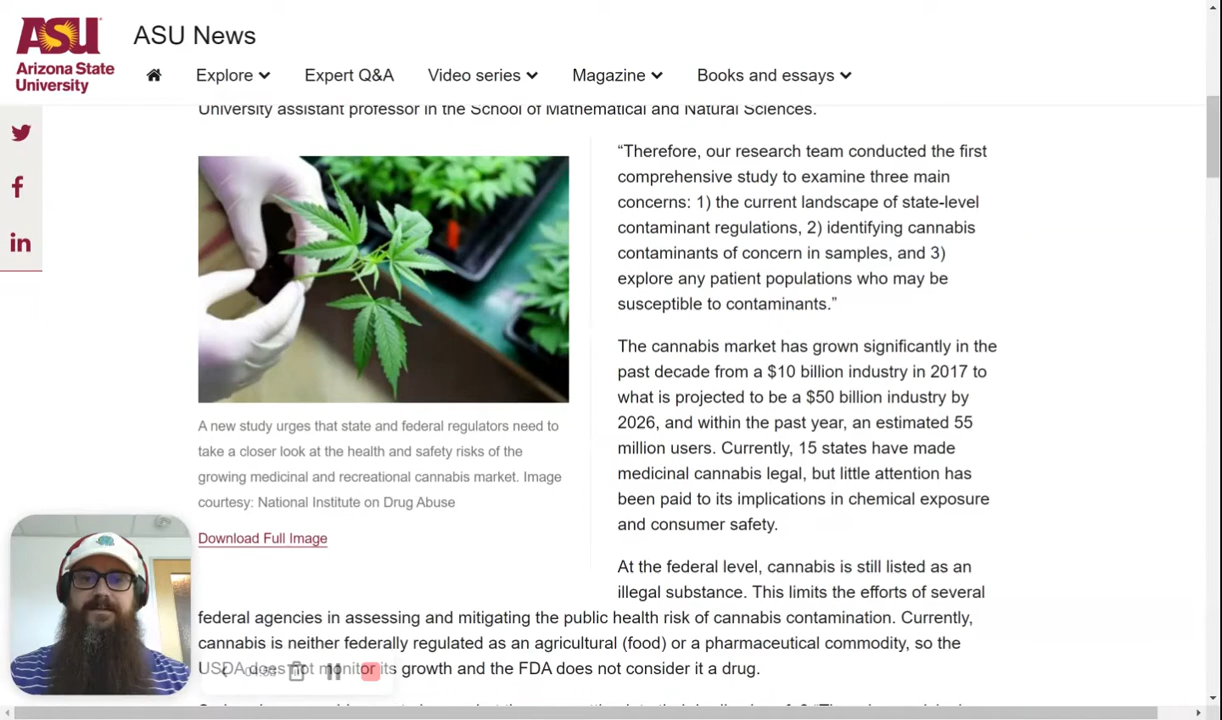 ASU
Arizona State
University
ASU News
Explore
Expert Q&A
Video series
Magazine
Books and essays
University assistant professor in the School of Mathematical and Natural Sciences.
“Therefore, our research team conducted the first
comprehensive study to examine three main
concerns: 1) the current landscape of state-level
contaminant regulations, 2) identifying cannabis
contaminants of concern in samples, and 3)
explore any patient populations who may be
susceptible to contaminants.”
The cannabis market has grown significantly in the
past decade from a $10 billion industry in 2017 to
what is projected to be a $50 billion industry by
2026, and within the past year, an estimated 55
million users. Currently, 15 states have made
medicinal cannabis legal, but little attention has
been paid to its implications in chemical exposure
and consumer safety.
A new study urges that state and federal regulators need to
take a closer look at the health and safety risks of the
growing medicinal and recreational cannabis market. Image
courtesy: National Institute on Drug Abuse
Download Full Image
At the federal level, cannabis is still listed as an
illegal substance. This limits the efforts of several
federal agencies in assessing and mitigating the public health risk of cannabis contamination. Currently,
cannabis is neither federally regulated as an agricultural (food) or a pharmaceutical commodity, so the
USDA does not monitor its growth and the FDA does not consider it a drug.